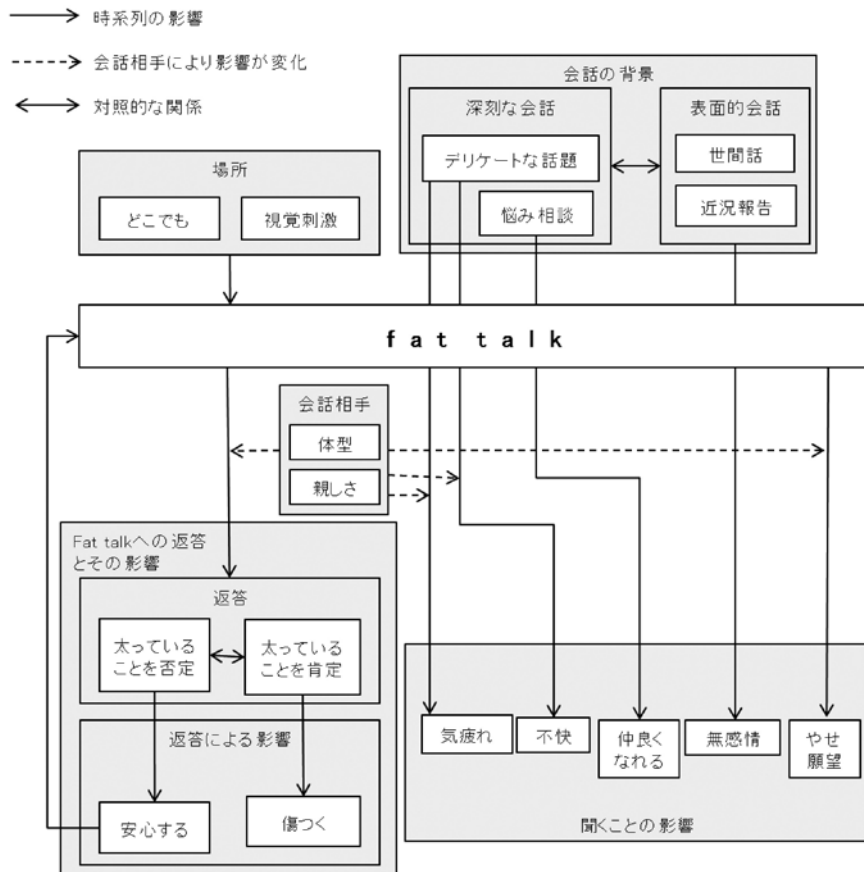 時系列の影響
会話相手により影響が変化
対照的な関係
会話の背景
深刻な会話
表面的会話
デリケートな話題
世間話
悩み相談
近況報告
場所
どこでも
視覚刺激
fat talk
会話相手
体型
親しさ
Fat talkへの返答
とその影響
返答
太っている
ことを否定
太っている
ことを肯定
返答による影響
安心する
傷つく
気疲れ
不快
仲良く
なれる
無感情
やせ
願望
聞くことの影響